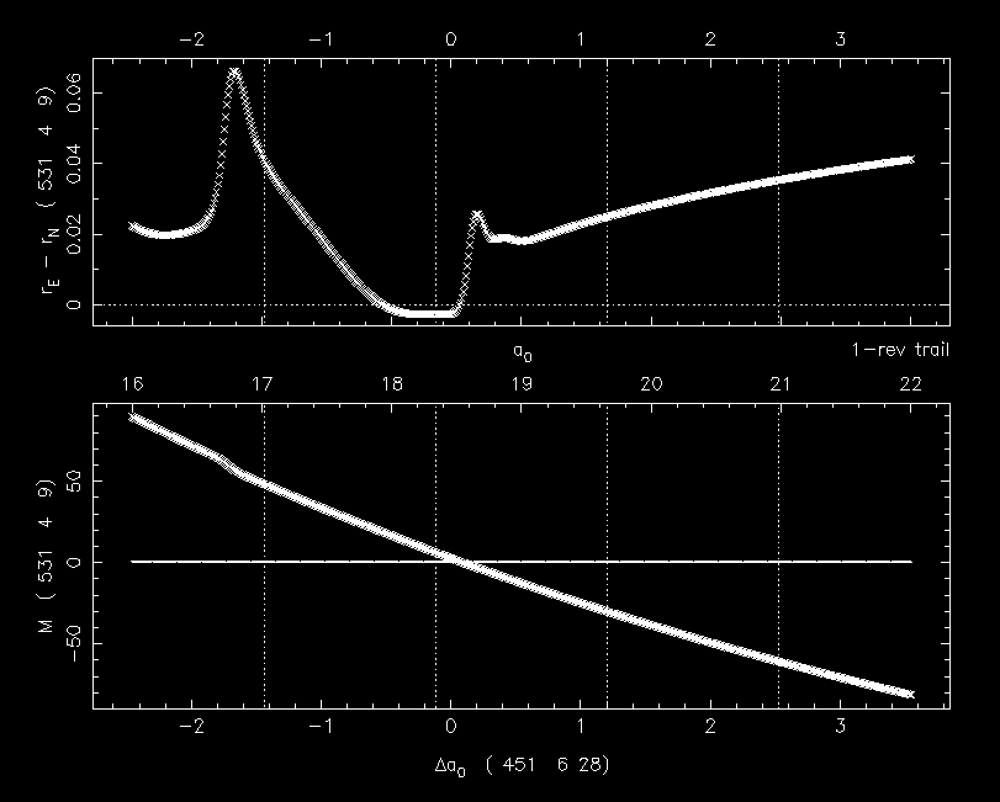 −2 −1 0 1 2 3
r_E − r_N ( 531 4 9)
0.06
0.04
0.02
0
a_0
1−rev trail
16 17 18 19 20 21 22
M ( 531 4 9)
50
0
−50
−2 −1 0 1 2 3
Δa_0 ( 451 6 28)